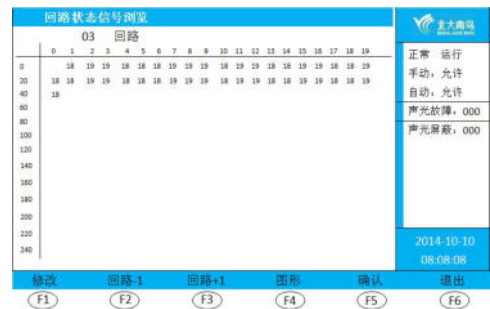 回路状态信号浏览
北大青鸟
03 回路
0 1 2 3 4 5 6 7 8 9 10 11 12 13 14 15 16 17 18 19
0 18 19 19 18 18 18 19 19 19 18 19 19 18 19 19 19 18 18 19
20 18 18 19 19 18 18 18 19 19 19 18 19 19 18 19 19 19 18 18 19
40 18
60
80
100
120
140
160
180
200
220
240
正常 运行
手动：允许
自动：允许
声光故障：000
声光屏蔽：000
2014-10-10
08:08:08
修改 回路-1 回路+1 图形 确认 退出
F1 F2 F3 F4 F5 F6